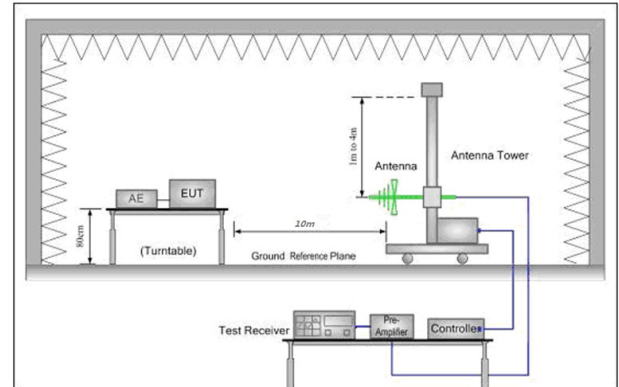 1m to 4m
Antenna
Antenna Tower
AE
EUT
80cm
(Turntable)
10m
Ground Reference Plane
Test Receiver
Pre-
Amplifier
Controller